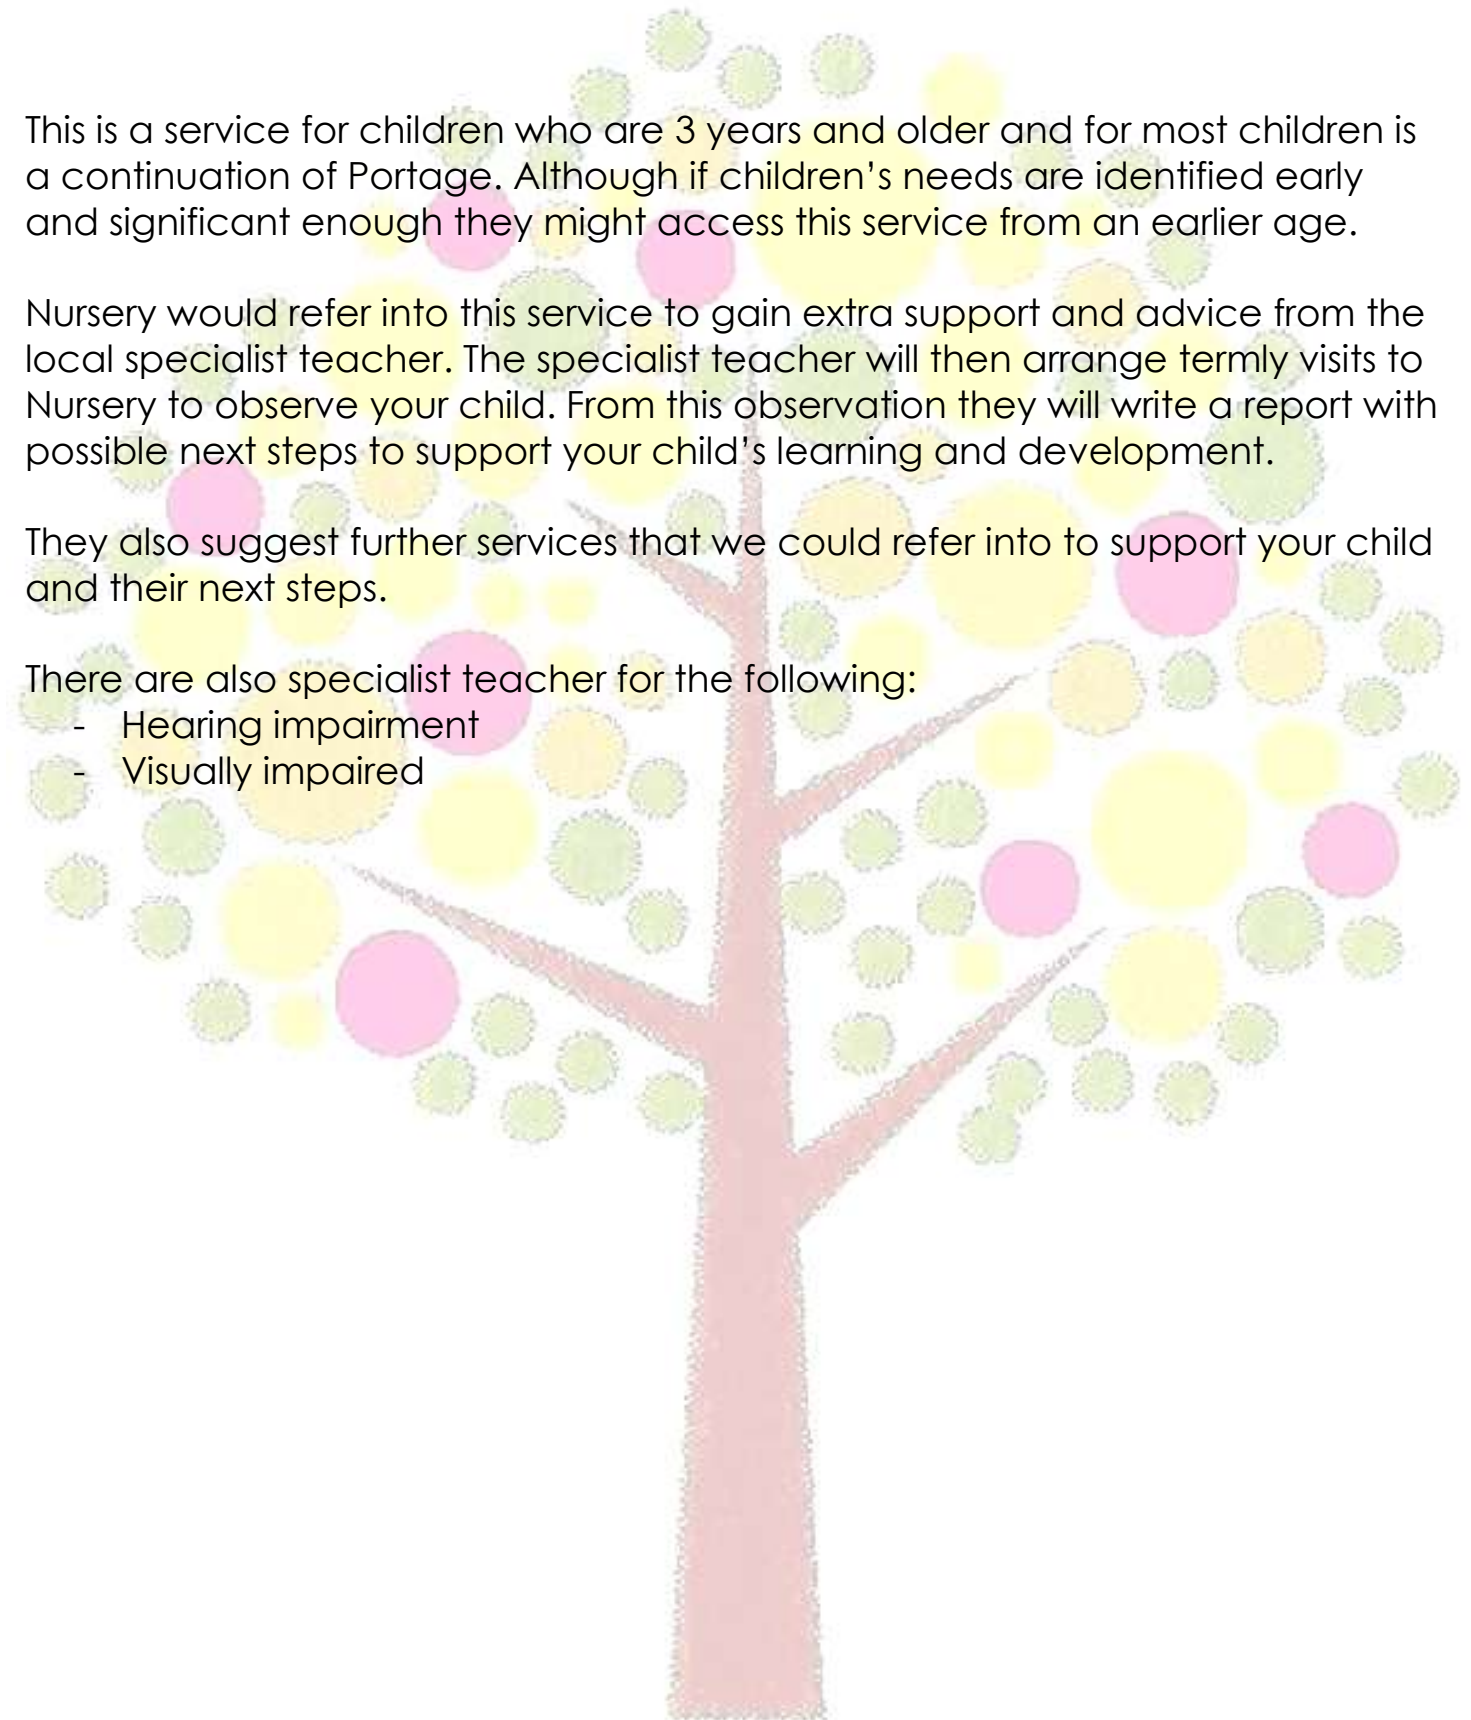 This is a service for children who are 3 years and older and for most children is
a continuation of Portage. Although if children’s needs are identified early
and significant enough they might access this service from an earlier age.
Nursery would refer into this service to gain extra support and advice from the
local specialist teacher. The specialist teacher will then arrange termly visits to
Nursery to observe your child. From this observation they will write a report with
possible next steps to support your child’s learning and development.
They also suggest further services that we could refer into to support your child
and their next steps.
There are also specialist teacher for the following:
- Hearing impairment
- Visually impaired